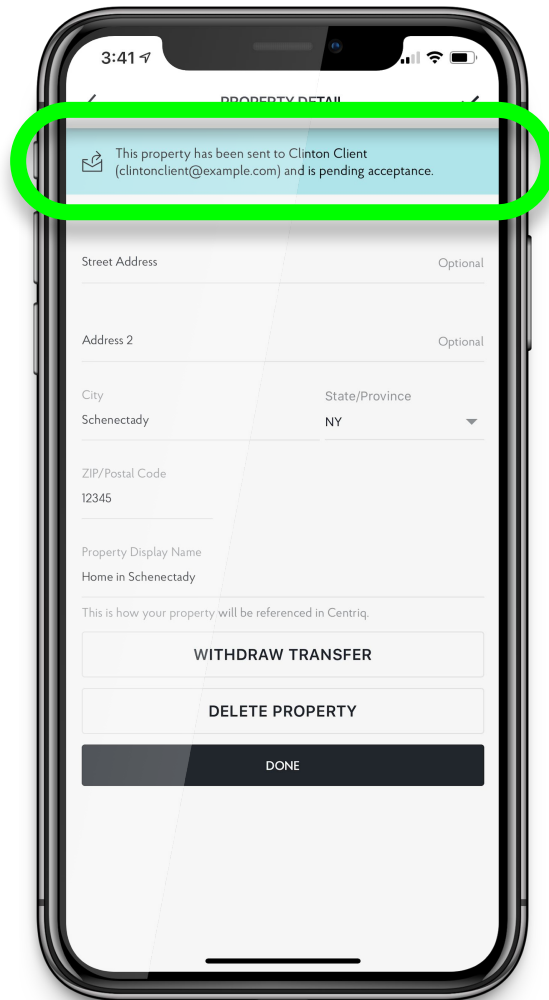 3:41
PROPERTY DETAIL
This property has been sent to Clinton Client
(clintonclient@example.com) and is pending acceptance.
Street Address Optional
Address 2 Optional
City State/Province
Schenectady NY
ZIP/Postal Code
12345
Property Display Name
Home in Schenectady
This is how your property will be referenced in Centriq.
WITHDRAW TRANSFER
DELETE PROPERTY
DONE